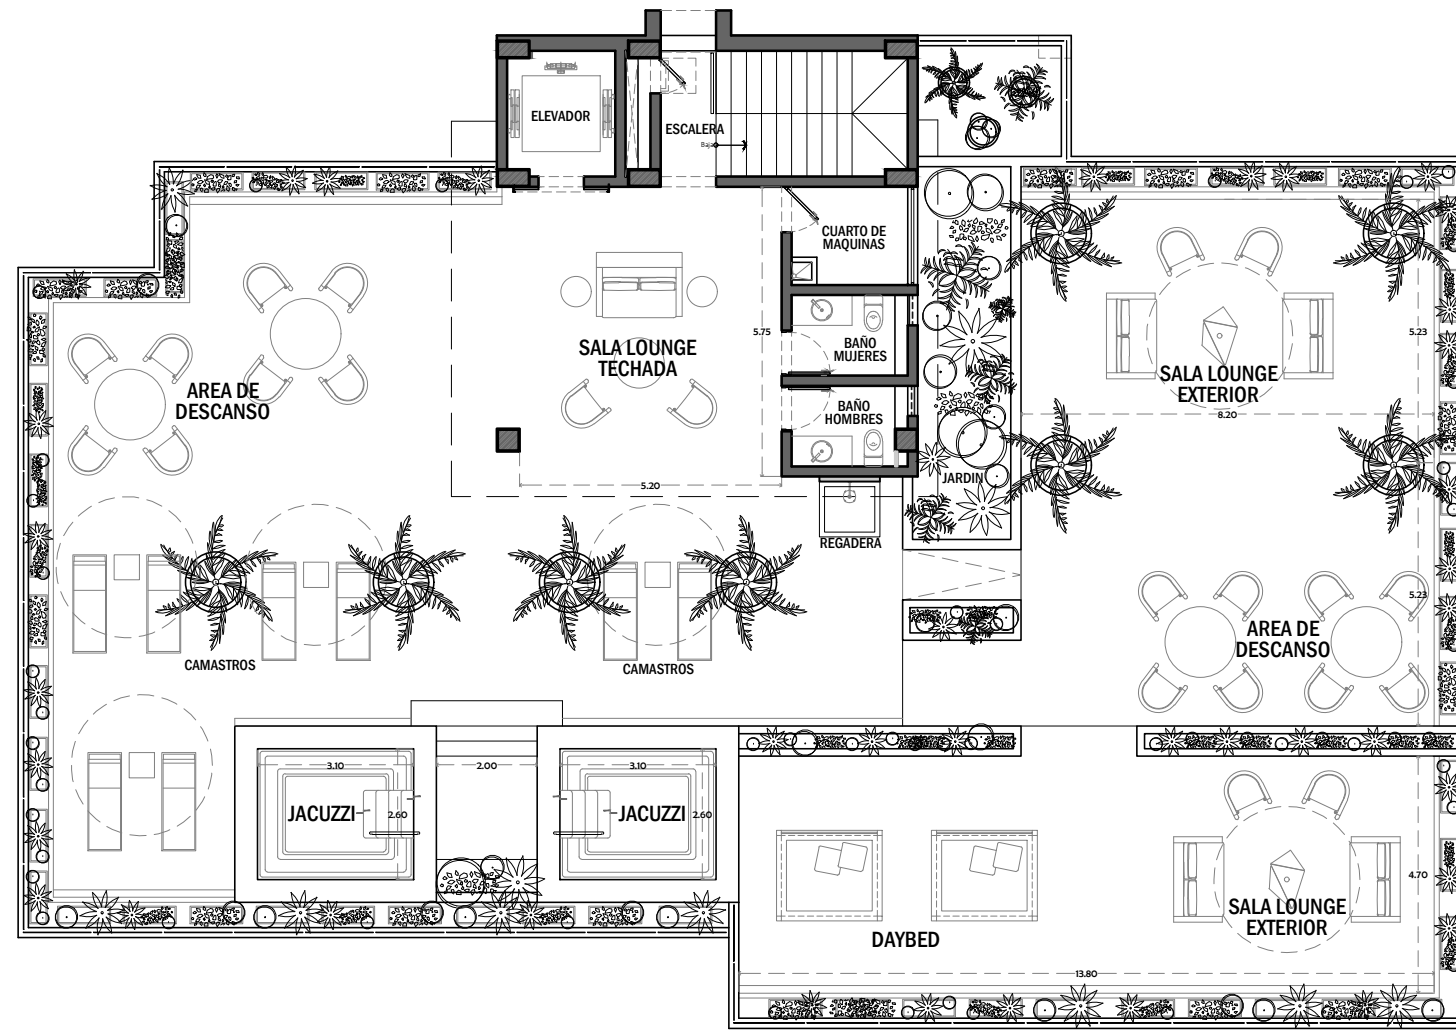 ELEVADOR
ESCALERA
Baja
CUARTO DE
MAQUINAS
5.75
BAÑO
MUJERES
SALA LOUNGE
TECHADA
5.23
SALA LOUNGE
EXTERIOR
AREA DE
DESCANSO
BAÑO
HOMBRES
8.20
JARDIN
5.20
REGADERA
5.23
AREA DE
DESCANSO
CAMASTROS
CAMASTROS
3.10
2.00
3.10
JACUZZI
2.60
JACUZZI
2.60
4.70
SALA LOUNGE
EXTERIOR
DAYBED
13.80